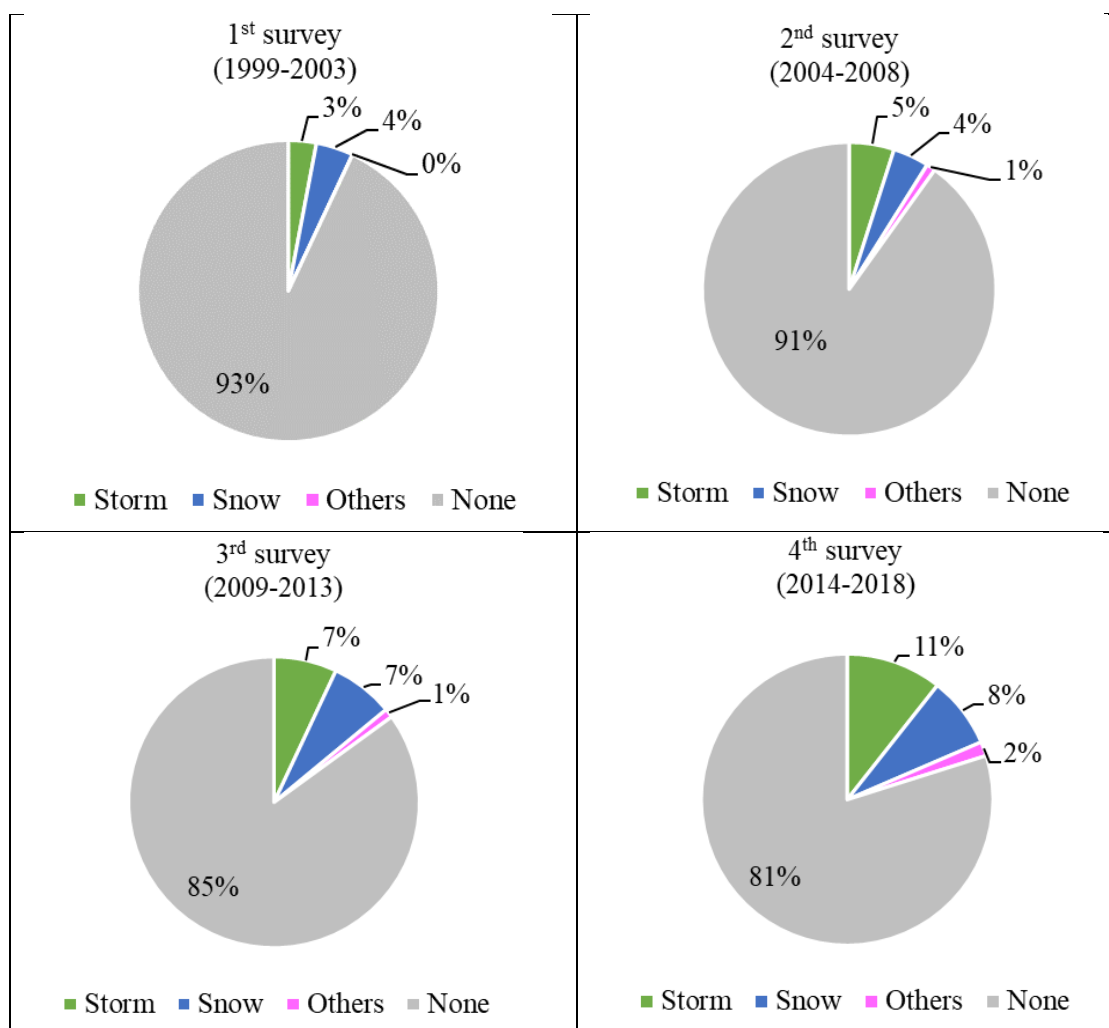 1st survey
(1999-2003)
3%
4%
0%
93%
Storm Snow Others None
2nd survey
(2004-2008)
5%
4%
1%
91%
Storm Snow Others None
3rd survey
(2009-2013)
7%
7%
1%
85%
Storm Snow Others None
4th survey
(2014-2018)
11%
8%
2%
81%
Storm Snow Others None